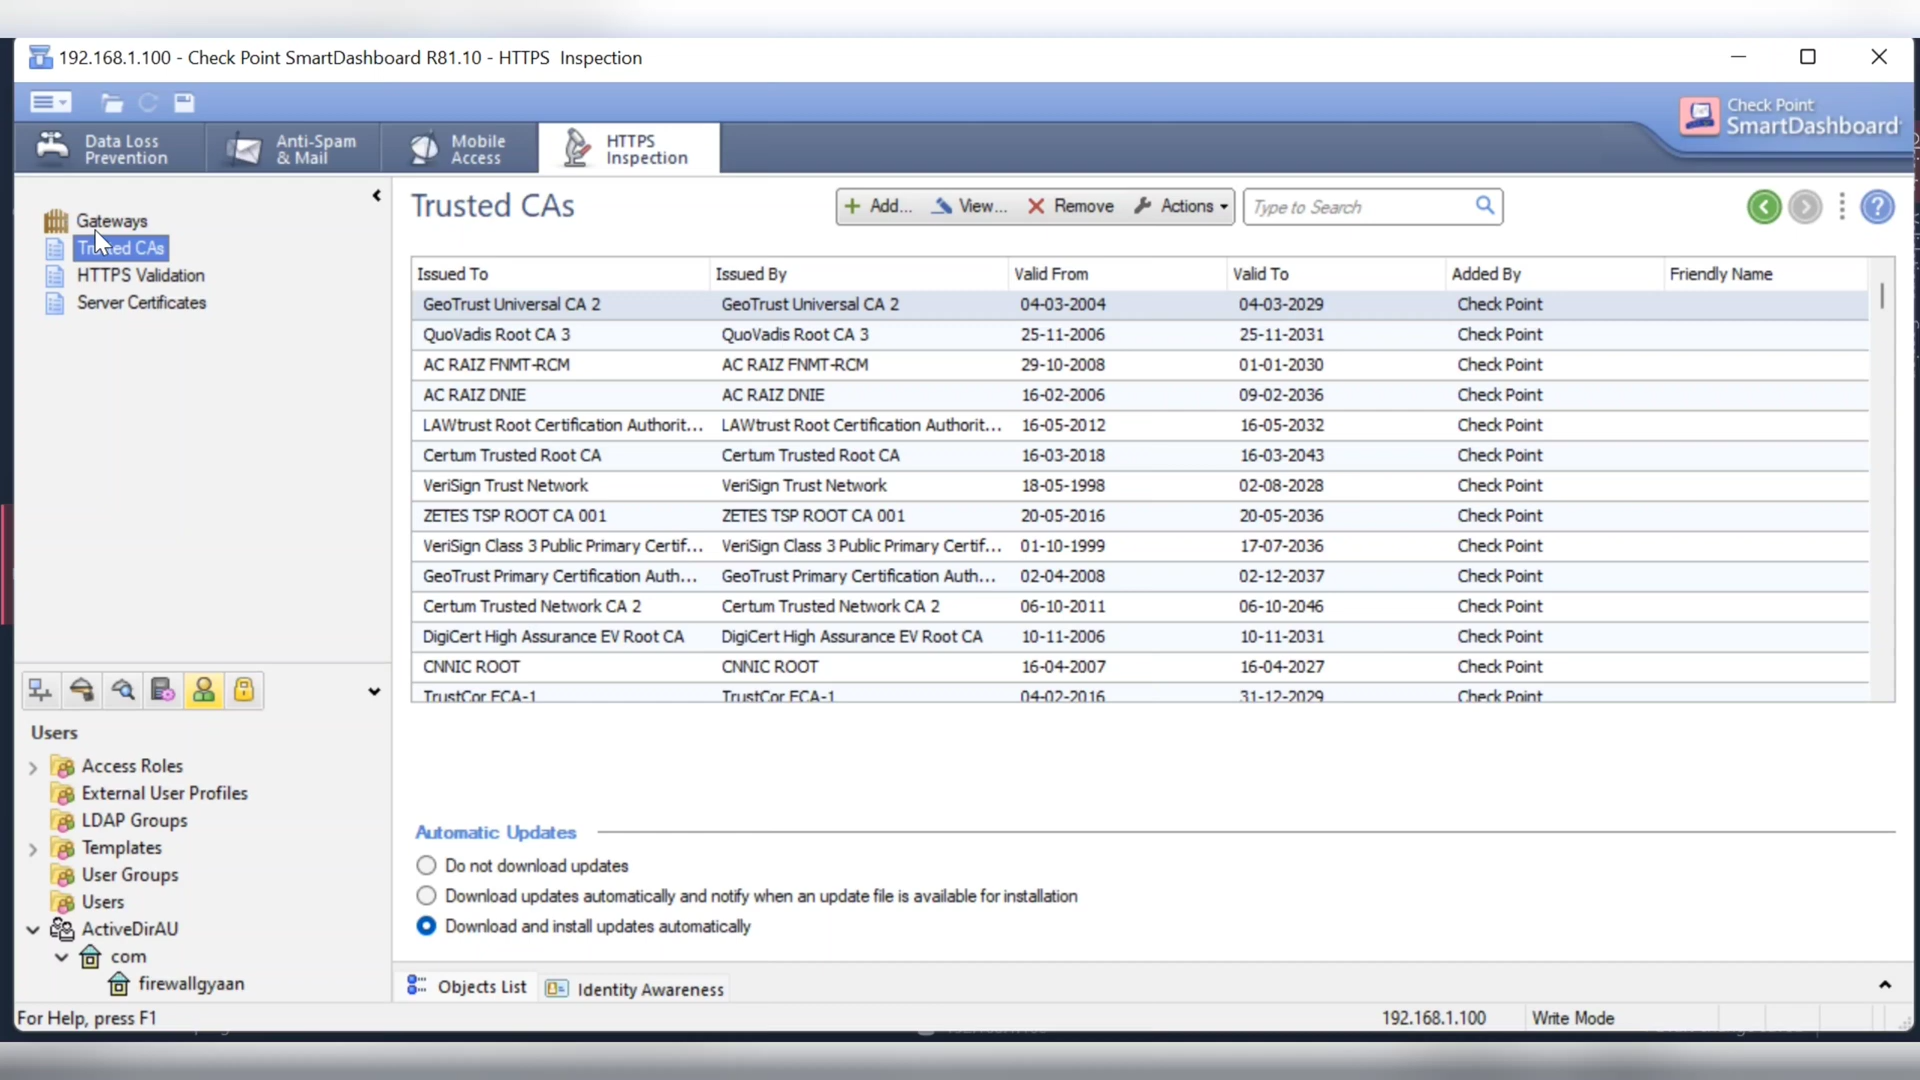 192.168.1.100 - Check Point SmartDashboard R81.10 - HTTPS Inspection
Check Point
SmartDashboard
Data Loss
Prevention
Anti-Spam
& Mail
Mobile
Access
HTTPS
Inspection
Gateways
Trusted CAs
HTTPS Validation
Server Certificates
Trusted CAs
Add... View... Remove Actions Type to Search
Issued To Issued By Valid From Valid To Added By Friendly Name
GeoTrust Universal CA 2 GeoTrust Universal CA 2 04-03-2004 04-03-2029 Check Point
QuoVadis Root CA 3 QuoVadis Root CA 3 25-11-2006 25-11-2031 Check Point
AC RAIZ FNMT-RCM AC RAIZ FNMT-RCM 29-10-2008 01-01-2030 Check Point
AC RAIZ DNIE AC RAIZ DNIE 16-02-2006 09-02-2036 Check Point
LAWtrust Root Certification Authorit... LAWtrust Root Certification Authorit... 16-05-2012 16-05-2032 Check Point
Certum Trusted Root CA Certum Trusted Root CA 16-03-2018 16-03-2043 Check Point
VeriSign Trust Network VeriSign Trust Network 18-05-1998 02-08-2028 Check Point
ZETES TSP ROOT CA 001 ZETES TSP ROOT CA 001 20-05-2016 20-05-2036 Check Point
VeriSign Class 3 Public Primary Certif... VeriSign Class 3 Public Primary Certif... 01-10-1999 17-07-2036 Check Point
GeoTrust Primary Certification Auth... GeoTrust Primary Certification Auth... 02-04-2008 02-12-2037 Check Point
Certum Trusted Network CA 2 Certum Trusted Network CA 2 06-10-2011 06-10-2046 Check Point
DigiCert High Assurance EV Root CA DigiCert High Assurance EV Root CA 10-11-2006 10-11-2031 Check Point
CNNIC ROOT CNNIC ROOT 16-04-2007 16-04-2027 Check Point
TrustCor ECA-1 TrustCor ECA-1 04-02-2016 31-12-2029 Check Point
Users
Access Roles
External User Profiles
LDAP Groups
Templates
User Groups
Users
ActiveDirAU
com
firewallgyaan
Automatic Updates
Do not download updates
Download updates automatically and notify when an update file is available for installation
Download and install updates automatically
Objects List Identity Awareness
For Help, press F1 192.168.1.100 Write Mode